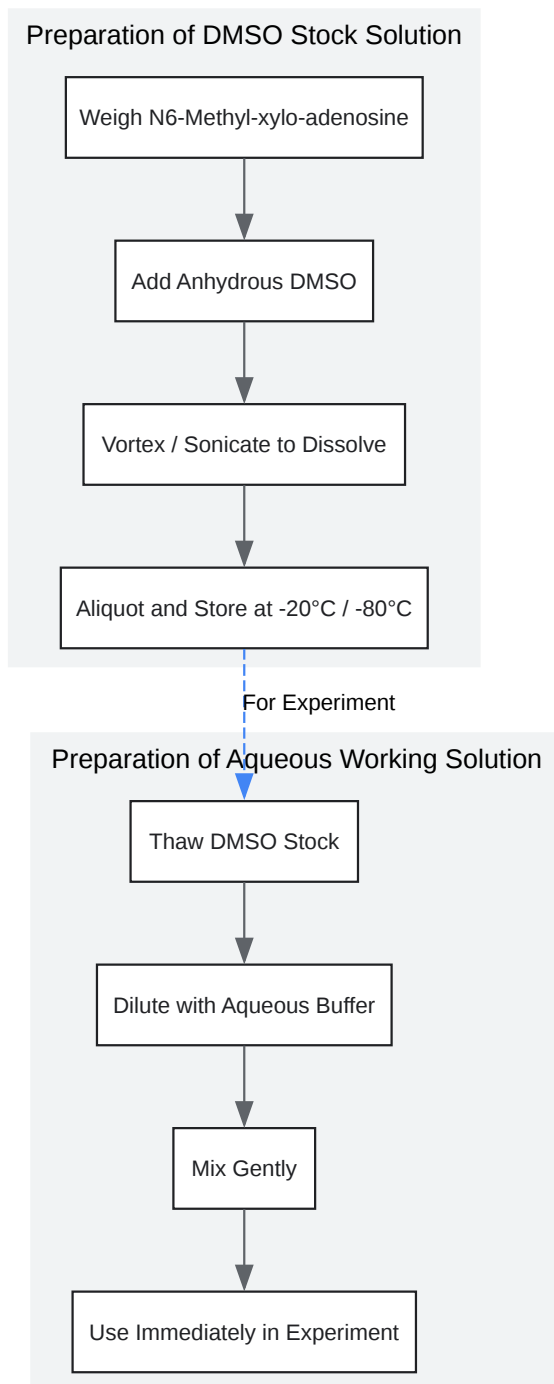 Preparation of DMSO Stock Solution
Weigh N6-Methyl-xylo-adenosine
Add Anhydrous DMSO
Vortex / Sonicate to Dissolve
Aliquot and Store at -20°C / -80°C
For Experiment
Preparation of Aqueous Working Solution
Thaw DMSO Stock
Dilute with Aqueous Buffer
Mix Gently
Use Immediately in Experiment